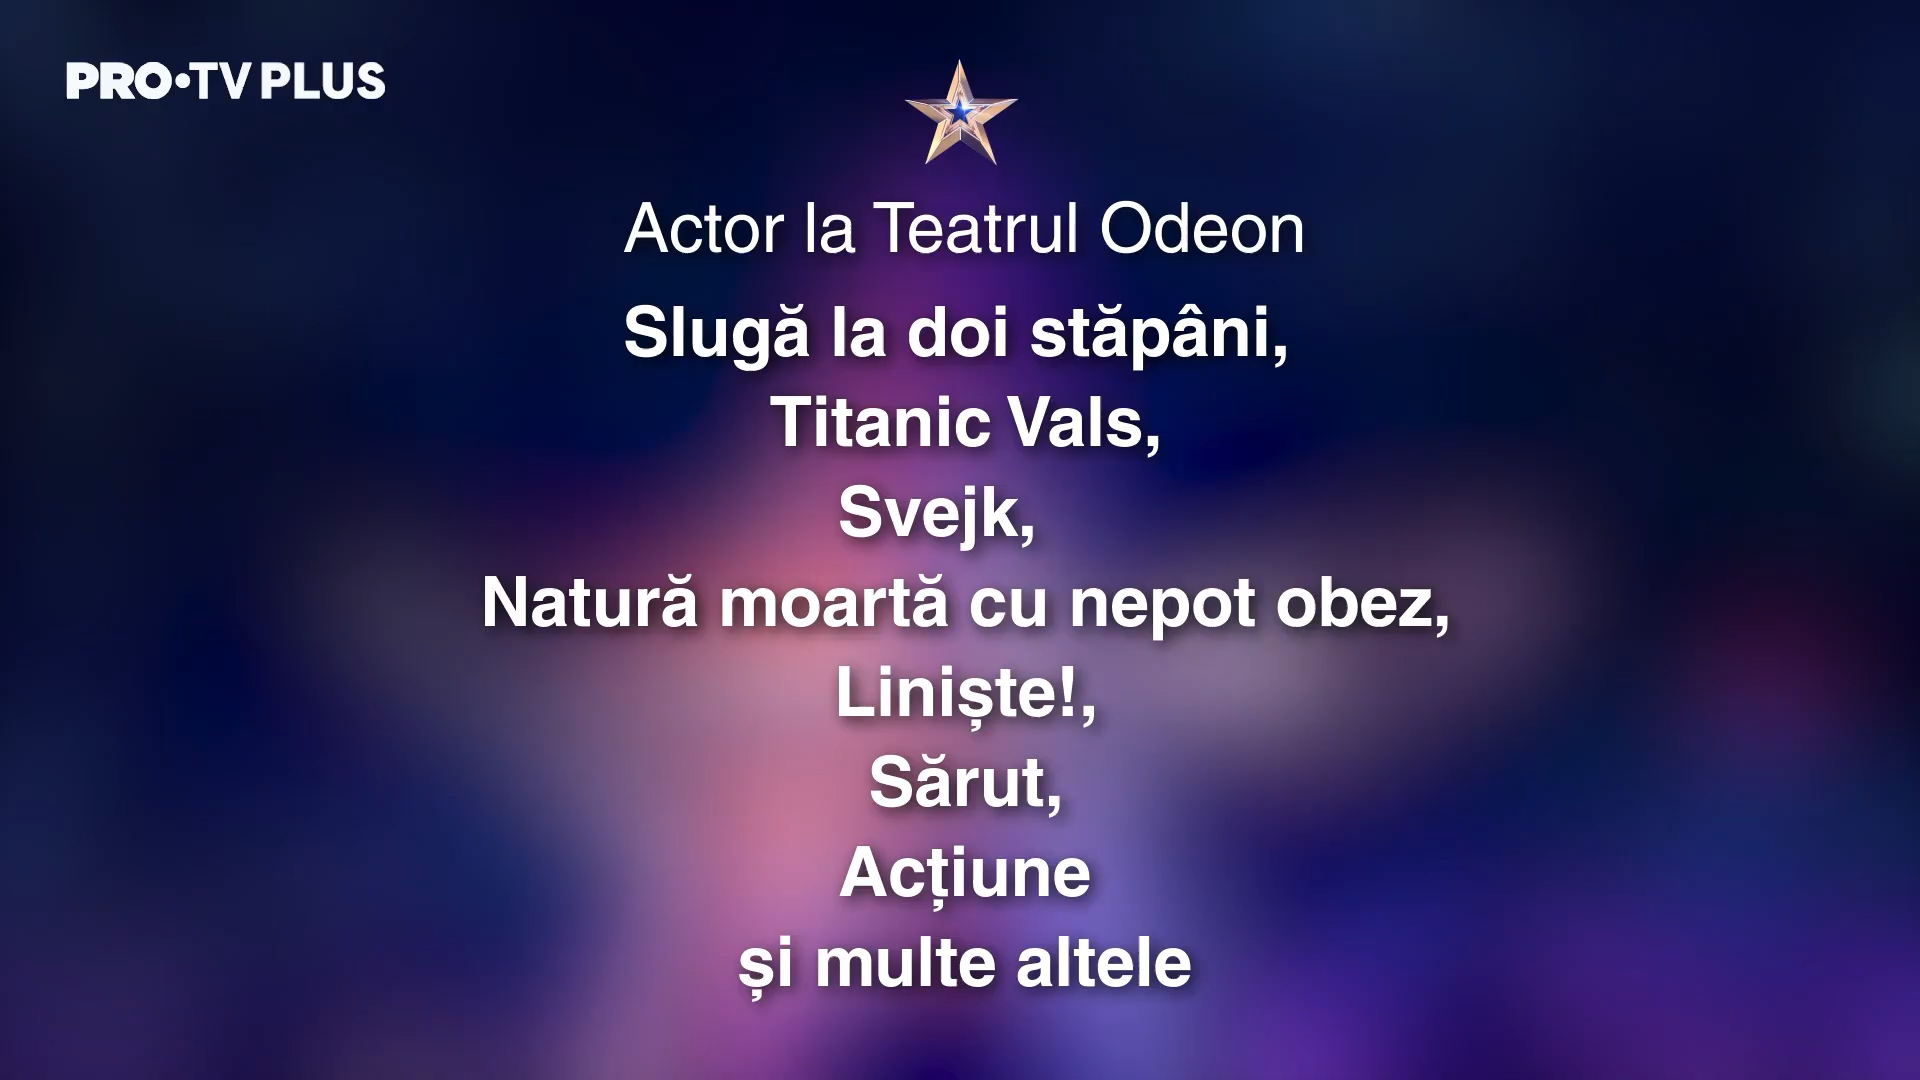 PRO•TV PLUS
Actor la Teatrul Odeon
Slugă la doi stăpâni,
Titanic Vals,
Svejk,
Natură moartă cu nepot obez,
Liniște!,
Sărut,
Acțiune
și multe altele